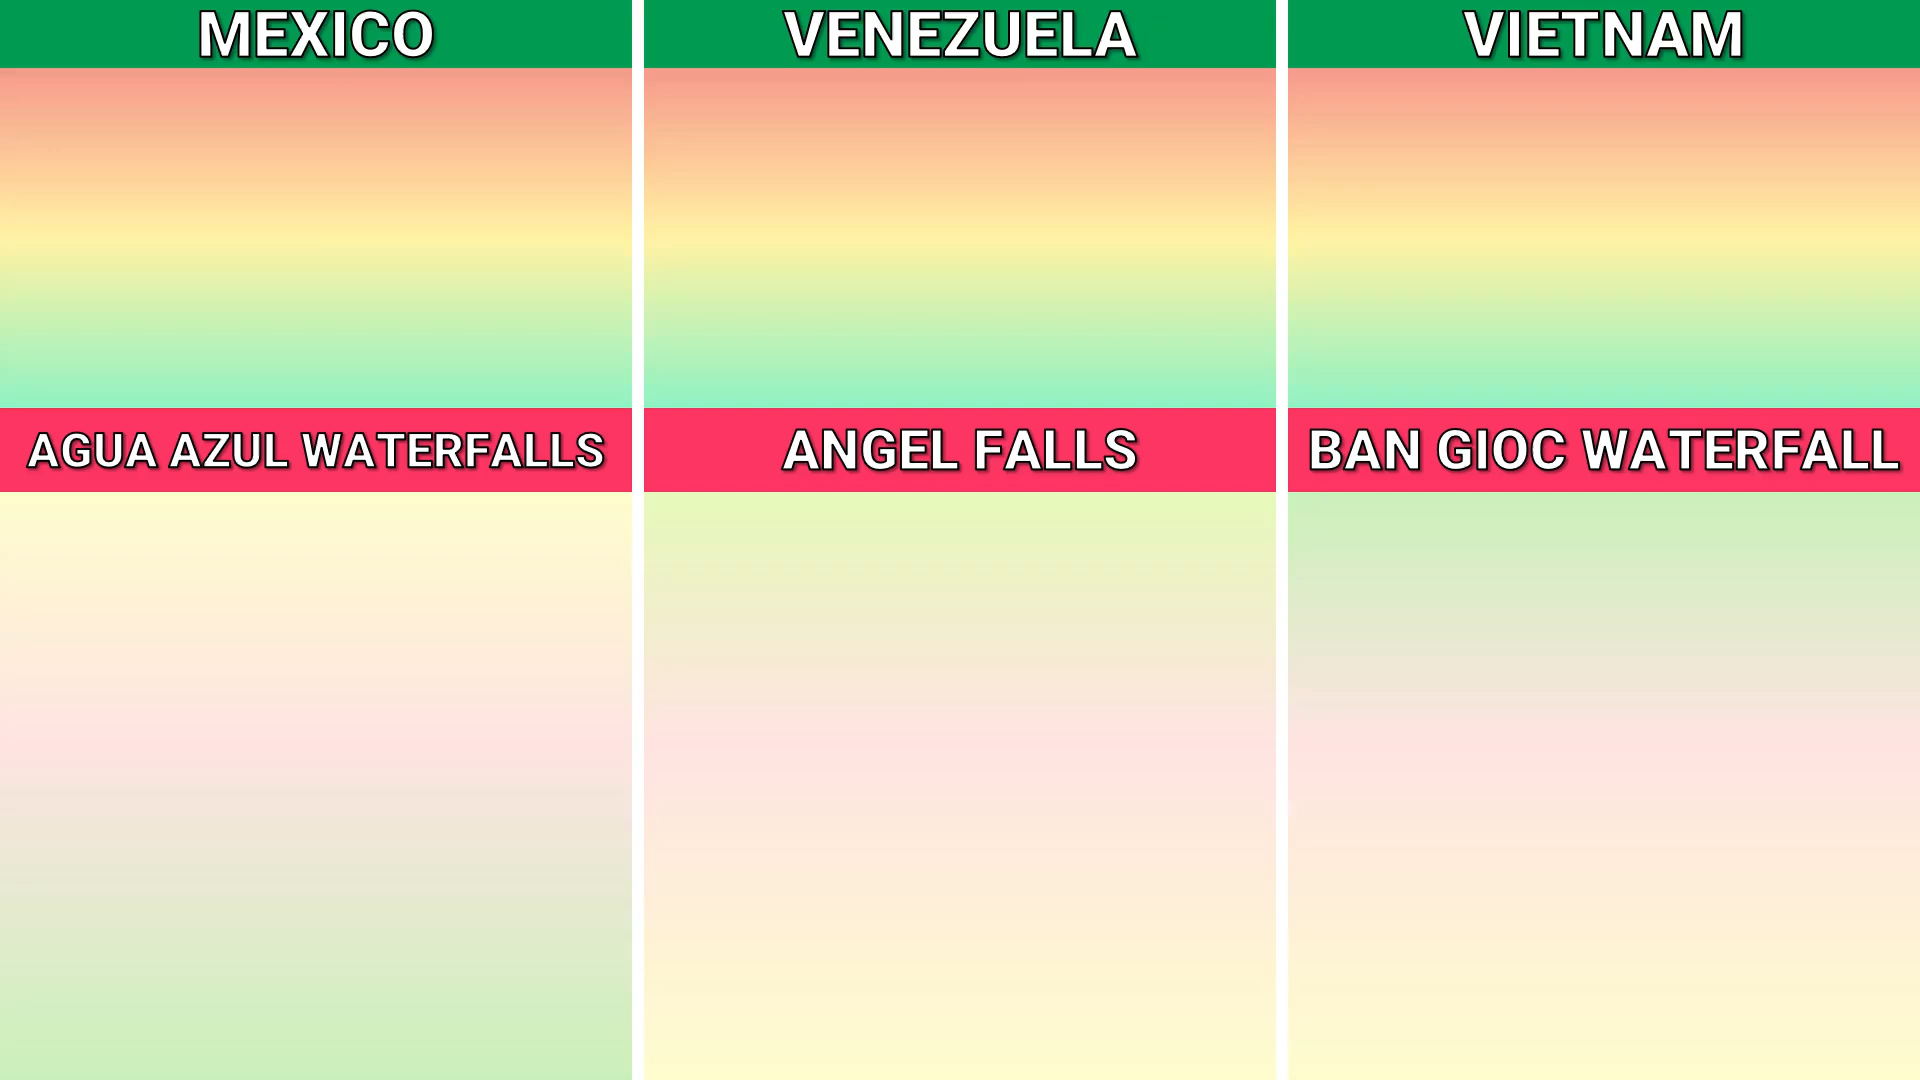 MEXICO
VENEZUELA
VIETNAM
AGUA AZUL WATERFALLS
ANGEL FALLS
BAN GIOC WATERFALL